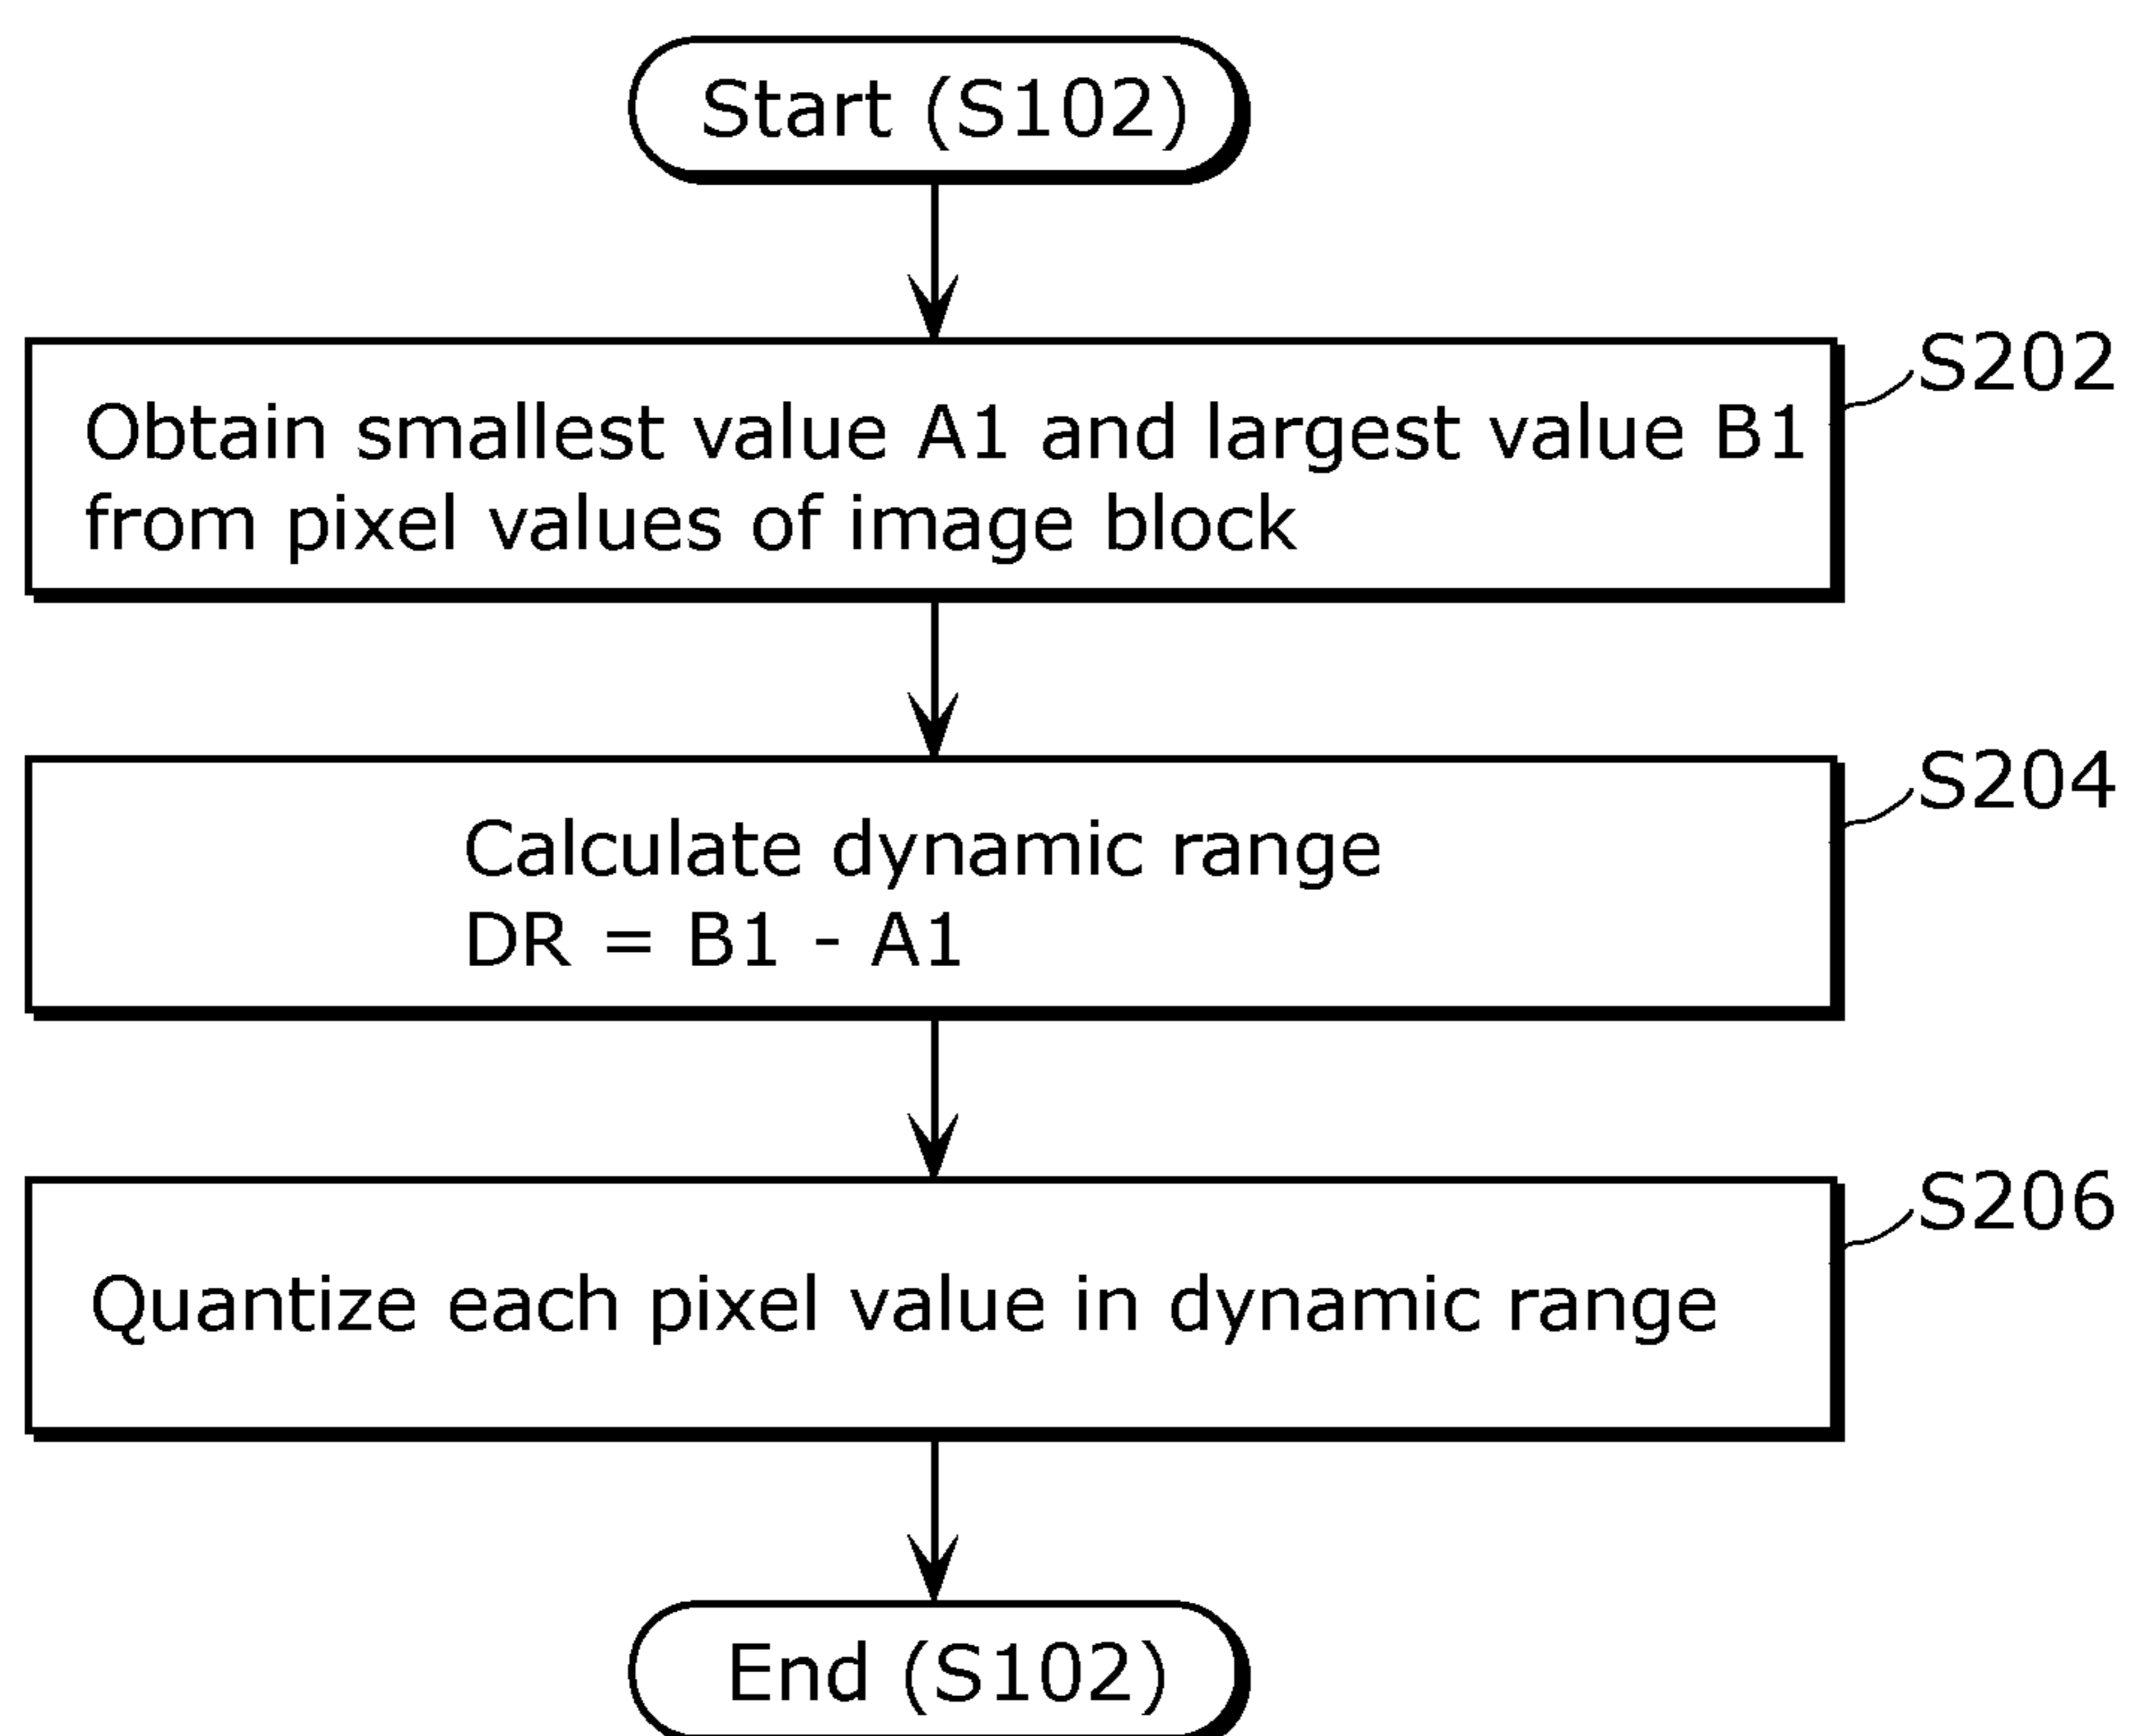 Start (S102)
S202
Obtain smallest value A1 and largest value B1
from pixel values of image block
S204
Calculate dynamic range
DR = B1 - A1
S206
Quantize each pixel value in dynamic range
End (S102)